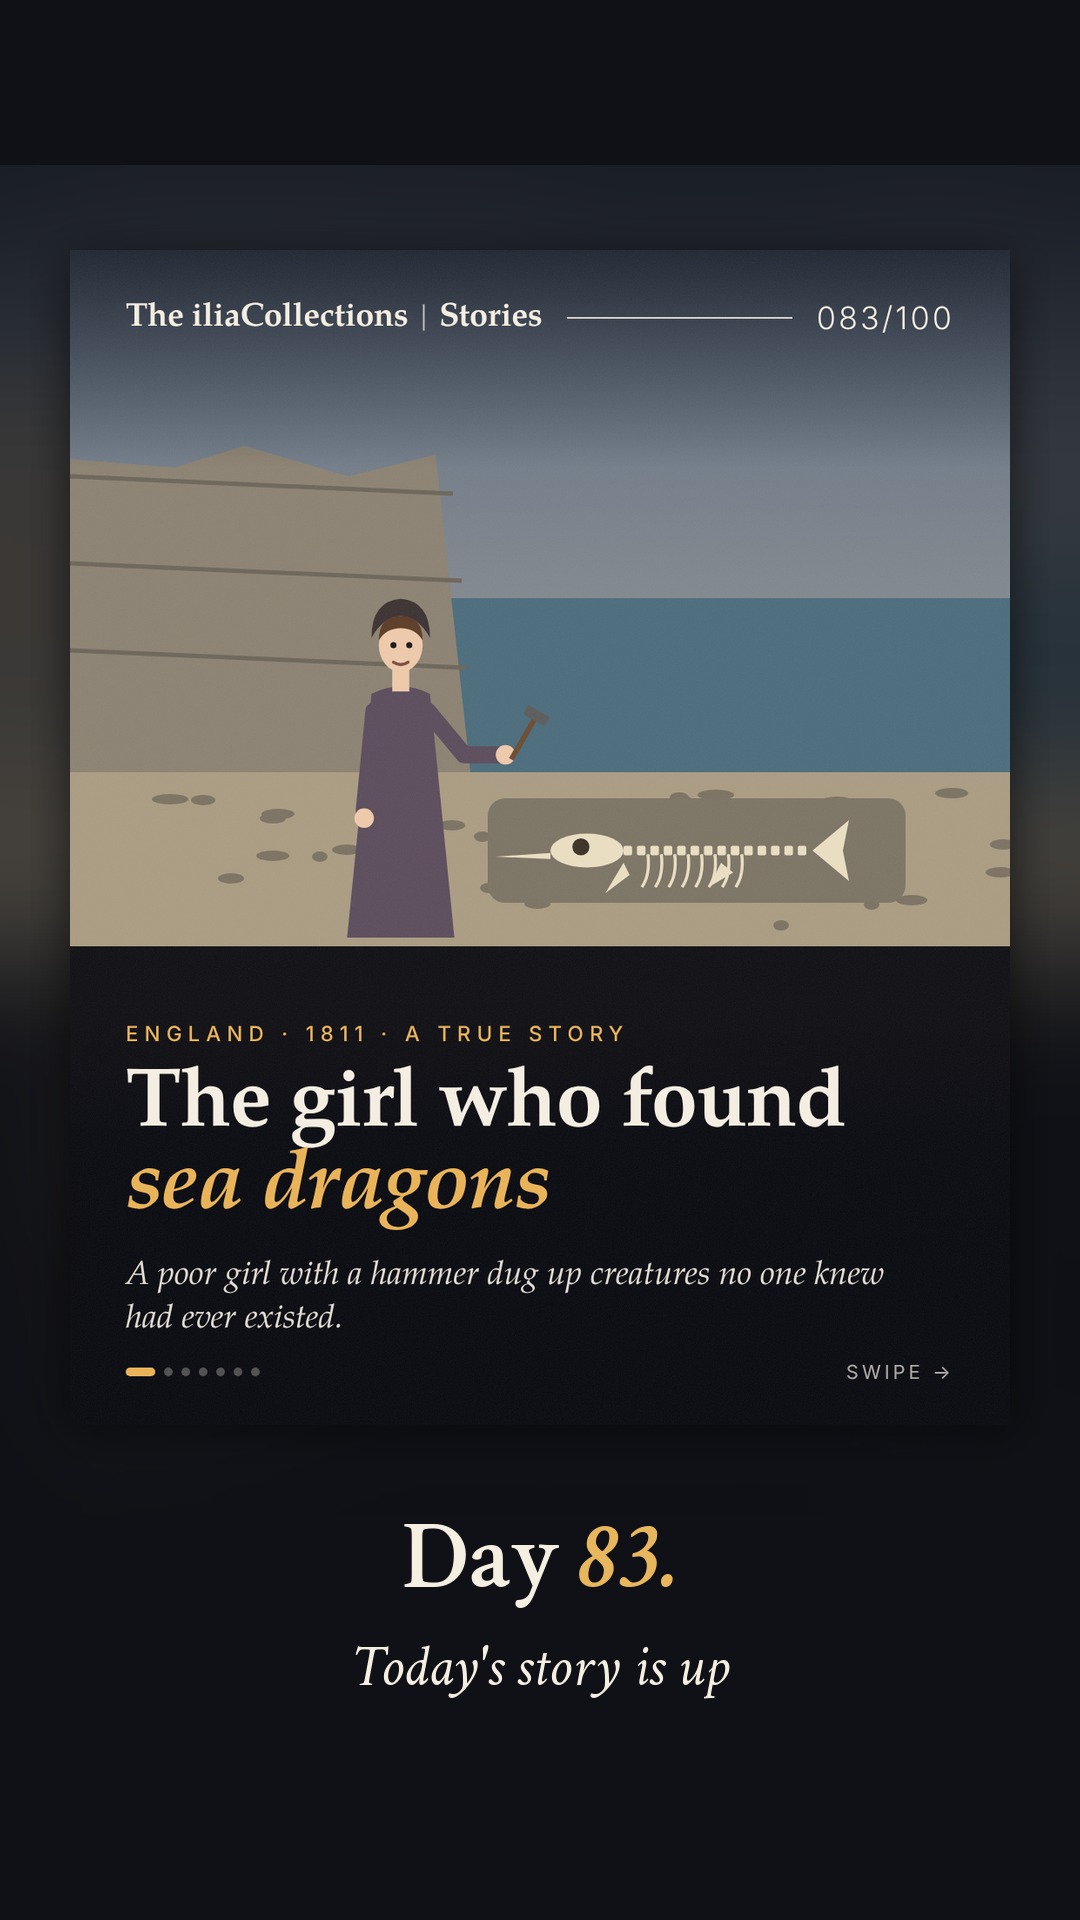 The iliaCollections | Stories 083/100
ENGLAND · 1811 · A TRUE STORY
The girl who found
sea dragons
A poor girl with a hammer dug up creatures no one knew
had ever existed.
SWIPE →
Day 83.
Today's story is up